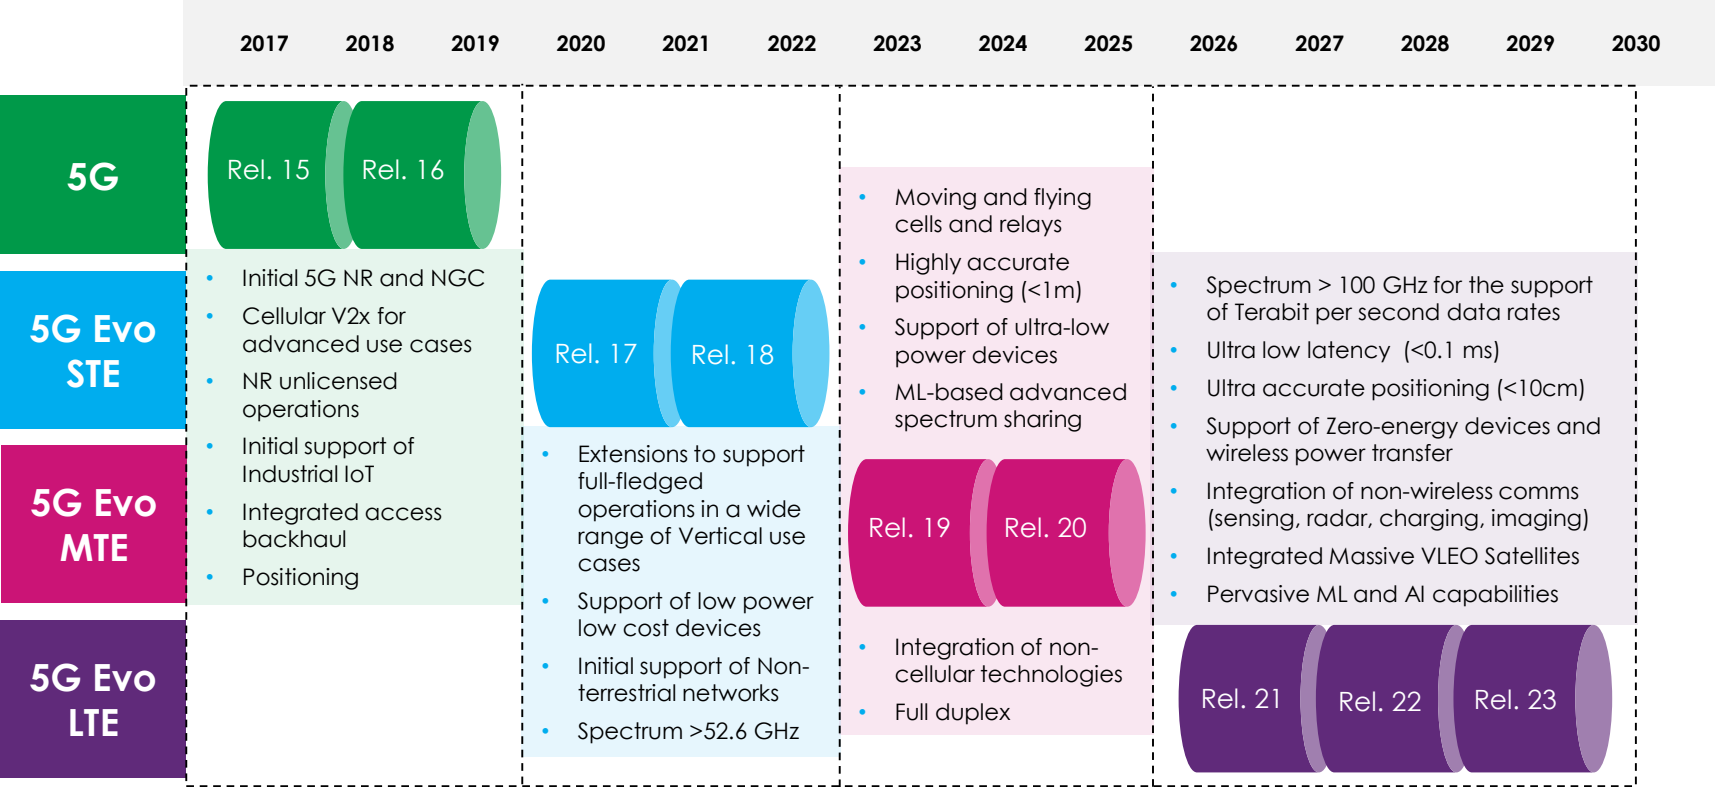 2017 2018 2019 2020 2021 2022 2023 2024 2025 2026 2027 2028 2029 2030
5G
Rel. 15 Rel. 16
• Initial 5G NR and NGC
• Cellular V2x for
advanced use cases
• NR unlicensed
operations
• Initial support of
Industrial IoT
• Integrated access
backhaul
• Positioning
5G Evo
STE
Rel. 17 Rel. 18
• Extensions to support
full-fledged
operations in a wide
range of Vertical use
cases
• Support of low power
low cost devices
• Initial support of Non-
terrestrial networks
• Spectrum >52.6 GHz
5G Evo
MTE
• Moving and flying
cells and relays
• Highly accurate
positioning (<1m)
• Support of ultra-low
power devices
• ML-based advanced
spectrum sharing
Rel. 19 Rel. 20
• Integration of non-
cellular technologies
• Full duplex
5G Evo
LTE
• Spectrum > 100 GHz for the support
of Terabit per second data rates
• Ultra low latency (<0.1 ms)
• Ultra accurate positioning (<10cm)
• Support of Zero-energy devices and
wireless power transfer
• Integration of non-wireless comms
(sensing, radar, charging, imaging)
• Integrated Massive VLEO Satellites
• Pervasive ML and AI capabilities
Rel. 21 Rel. 22 Rel. 23